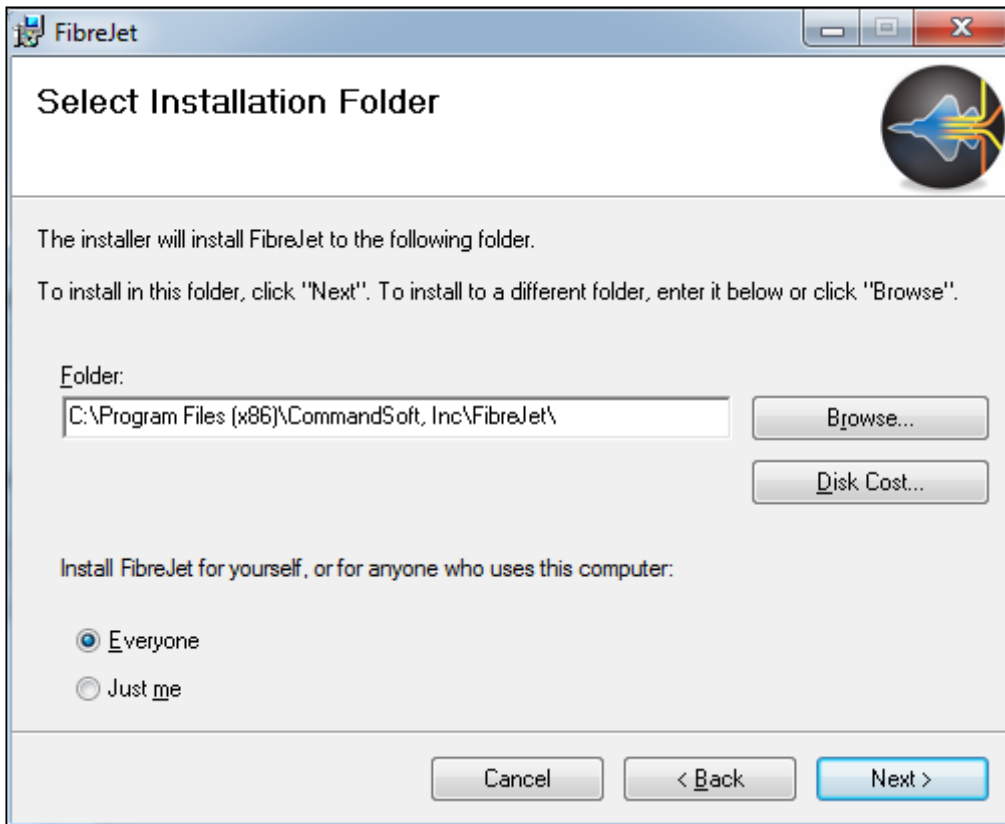 FibreJet
Select Installation Folder
The installer will install FibreJet to the following folder.
To install in this folder, click "Next". To install to a different folder, enter it below or click "Browse".
Folder:
C:\Program Files (x86)\CommandSoft, Inc\FibreJet\
Browse...
Disk Cost...
Install FibreJet for yourself, or for anyone who uses this computer:
Everyone
Just me
Cancel
< Back
Next >